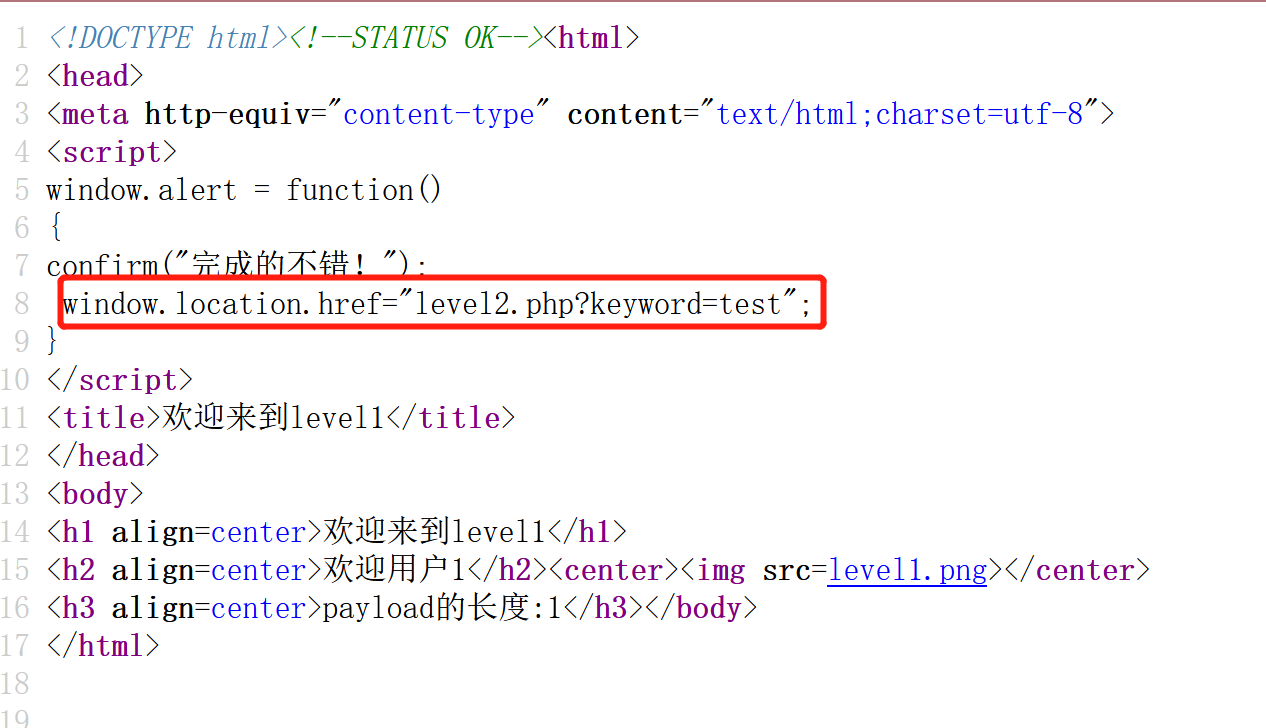 1 <!DOCTYPE html><!--STATUS OK--><html>
2 <head>
3 <meta http-equiv="content-type" content="text/html;charset=utf-8">
4 <script>
5 window.alert = function()
6 {
7 confirm("完成的不错！");
8 window.location.href="level2.php?keyword=test";
9 }
10 </script>
11 <title>欢迎来到level1</title>
12 </head>
13 <body>
14 <h1 align=center>欢迎来到level1</h1>
15 <h2 align=center>欢迎用户1</h2><center><img src=level1.png></center>
16 <h3 align=center>payload的长度:1</h3></body>
17 </html>
18
19